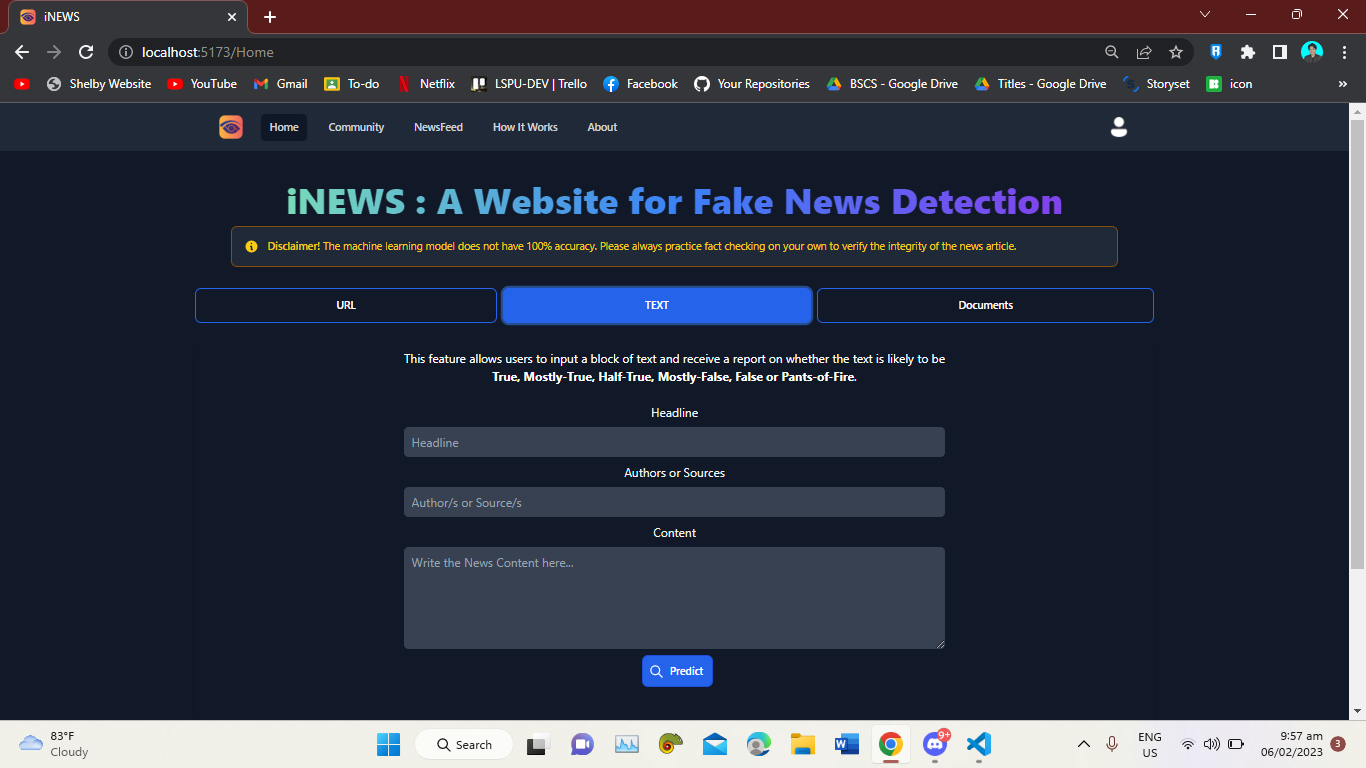 iNEWS
localhost:5173/Home
Shelby Website
YouTube
Gmail
To-do
Netflix
LSPU-DEV | Trello
Facebook
Your Repositories
BSCS - Google Drive
Titles - Google Drive
Storyset
icon
»
Home
Community
NewsFeed
How It Works
About
iNEWS : A Website for Fake News Detection
Disclaimer! The machine learning model does not have 100% accuracy. Please always practice fact checking on your own to verify the integrity of the news article.
URL
TEXT
Documents
This feature allows users to input a block of text and receive a report on whether the text is likely to be
True, Mostly-True, Half-True, Mostly-False, False or Pants-of-Fire.
Headline
Headline
Authors or Sources
Author/s or Source/s
Content
Write the News Content here...
Predict
83°F
Cloudy
Search
9+
ENG
US
9:57 am
06/02/2023
3